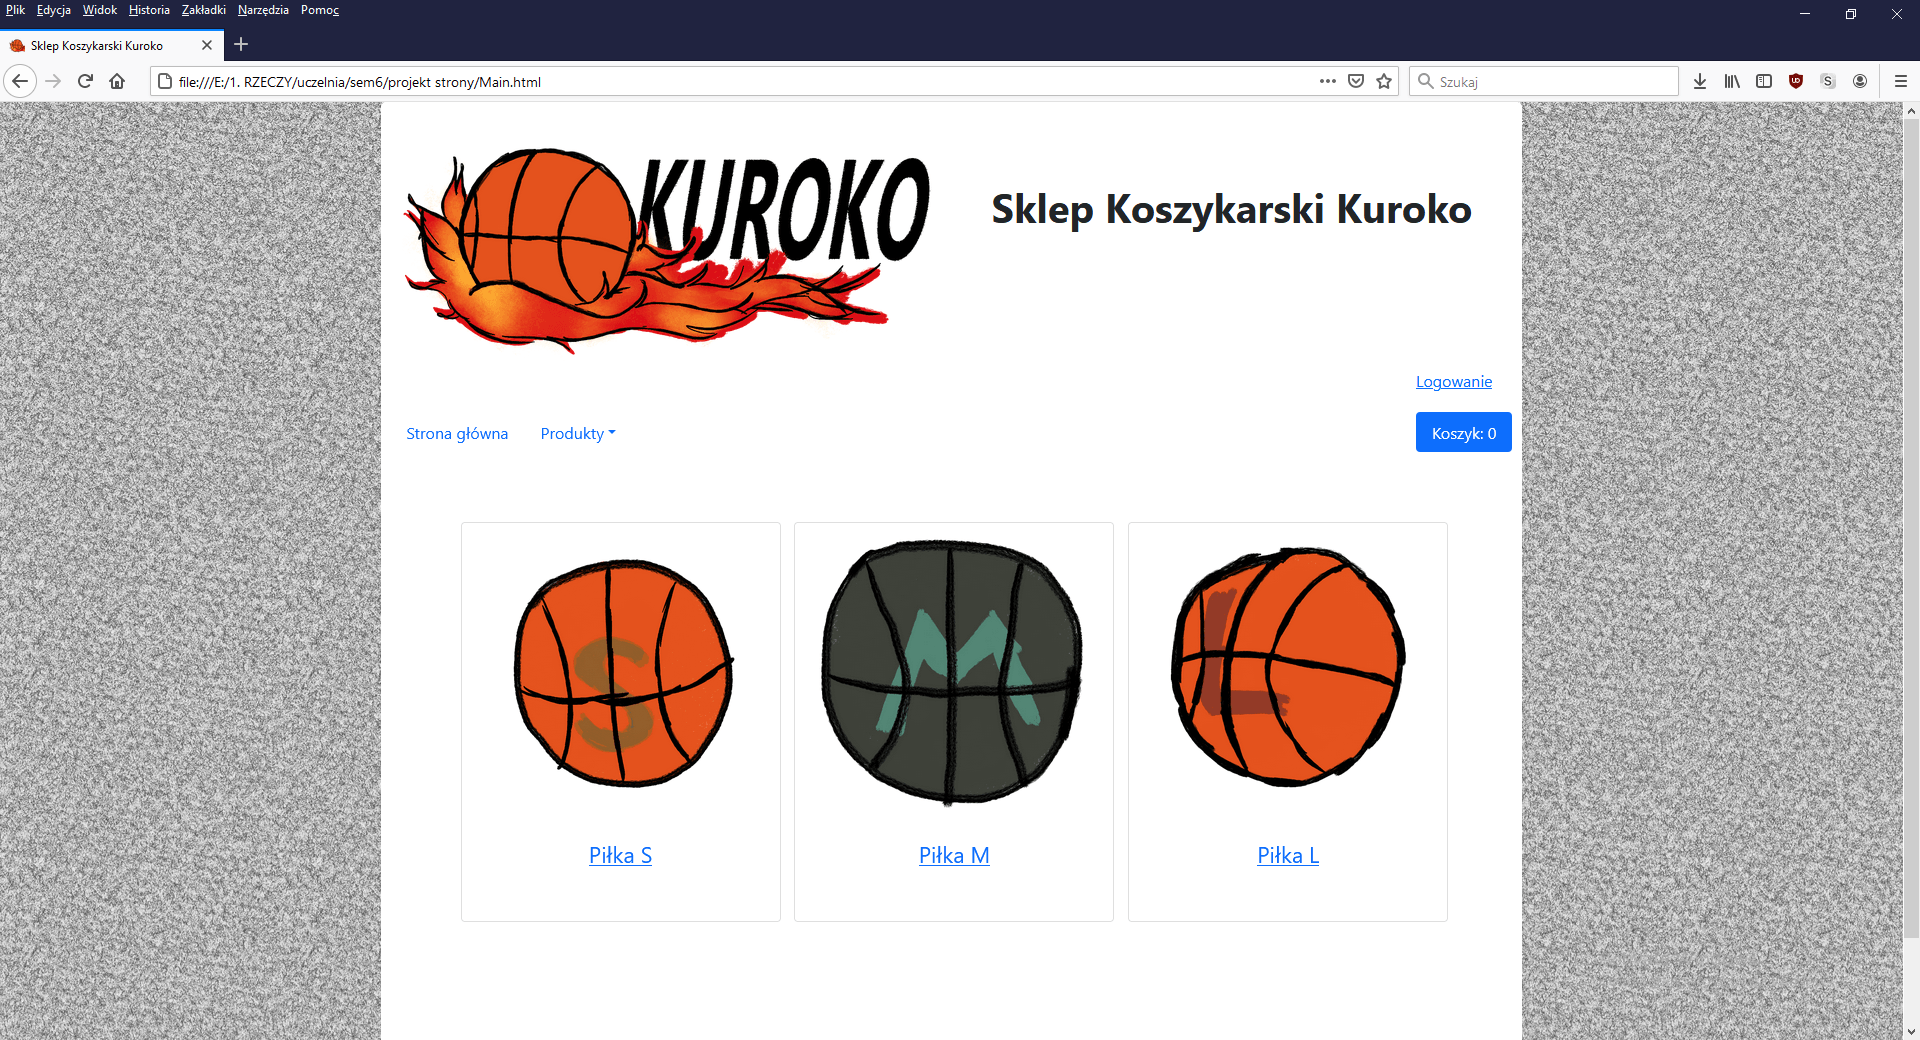 Plik Edycja Widok Historia Zakładki Narzędzia Pomoc
Sklep Koszykarski Kuroko
file:///E:/1. RZECZY/uczelnia/sem6/projekt strony/Main.html
Szukaj
KUROKO
Sklep Koszykarski Kuroko
Logowanie
Strona główna Produkty
Koszyk: 0
S
M
L
Piłka S
Piłka M
Piłka L